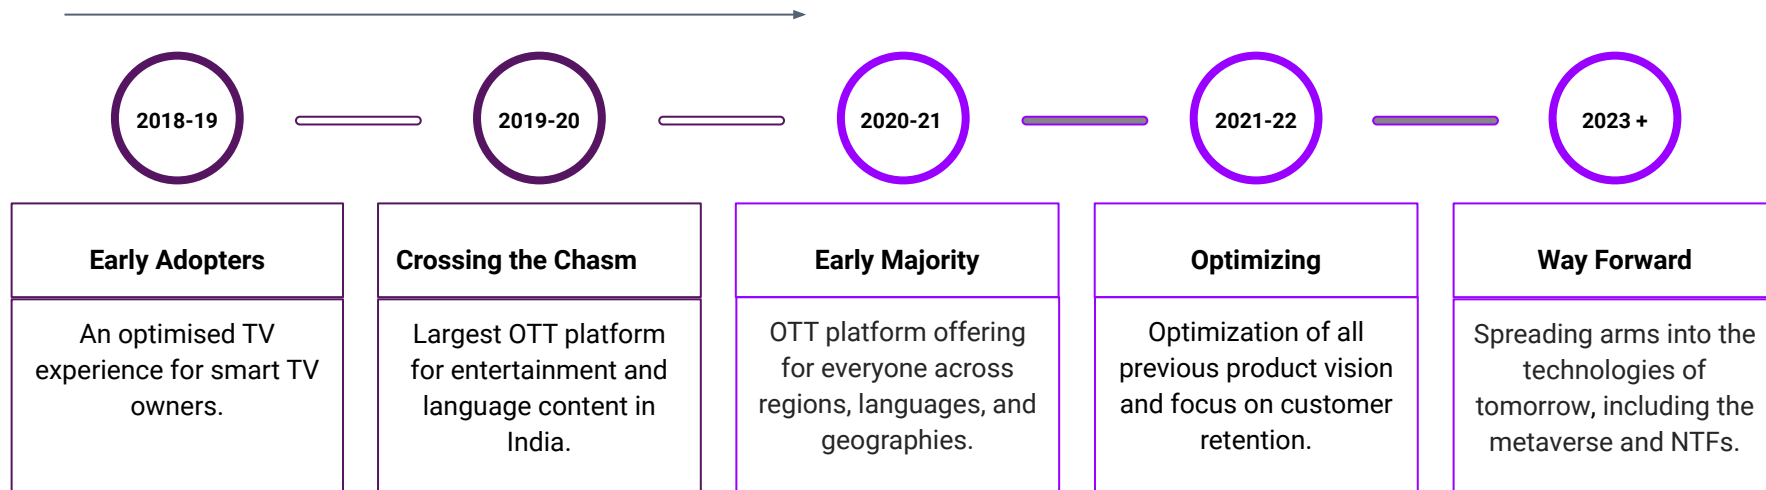 2018-19
2019-20
2020-21
2021-22
2023 +
Early Adopters
Crossing the Chasm
Early Majority
Optimizing
Way Forward
An optimised TV
experience for smart TV
owners.
Largest OTT platform
for entertainment and
language content in
India.
OTT platform offering
for everyone across
regions, languages, and
geographies.
Optimization of all
previous product vision
and focus on customer
retention.
Spreading arms into the
technologies of
tomorrow, including the
metaverse and NTFs.